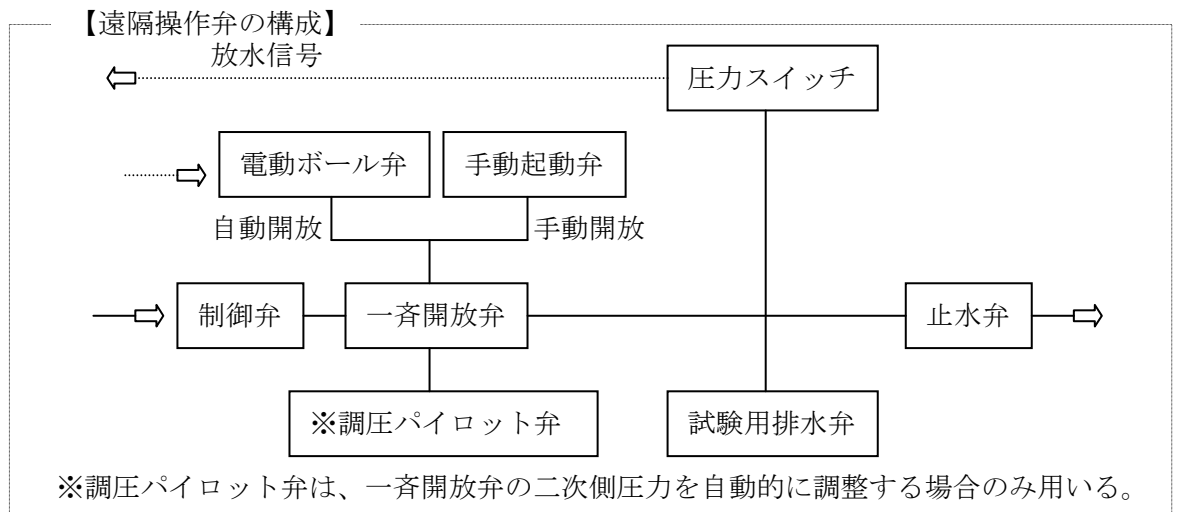 【遠隔操作弁の構成】
放水信号
圧力スイッチ
電動ボール弁
手動起動弁
自動開放
手動開放
制御弁
一斉開放弁
止水弁
※調圧パイロット弁
試験用排水弁
※調圧パイロット弁は、一斉開放弁の二次側圧力を自動的に調整する場合のみ用いる。